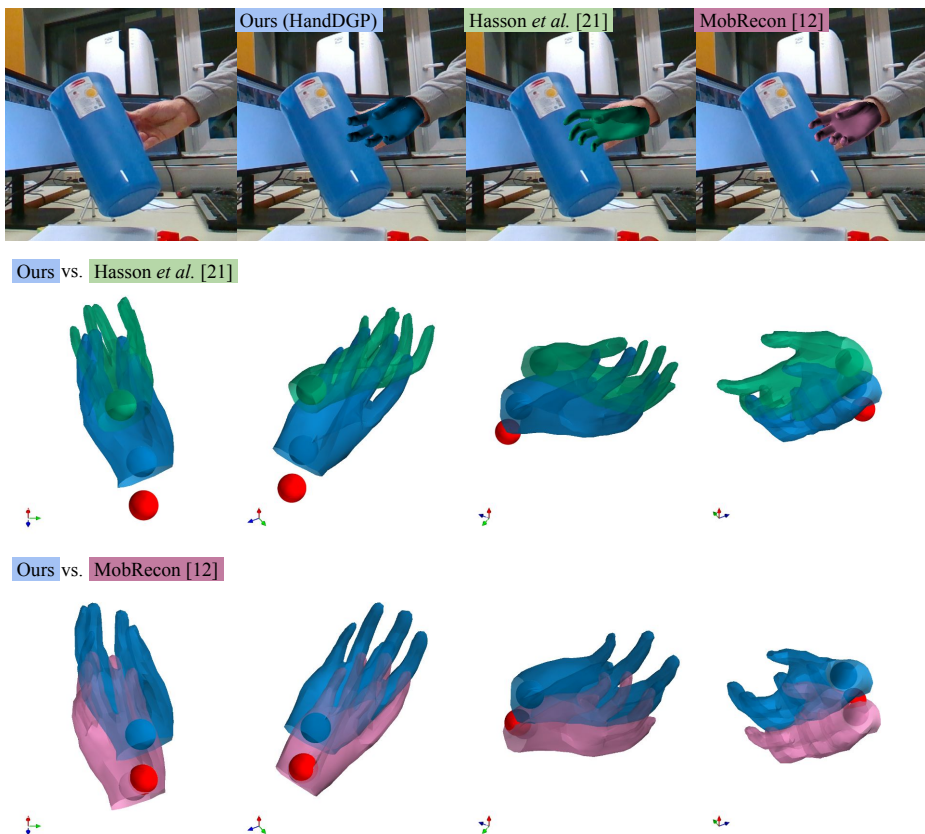 Ours (HandDGP)
Hasson et al. [21]
MobRecon [12]
Ours vs. Hasson et al. [21]
Ours vs. MobRecon [12]